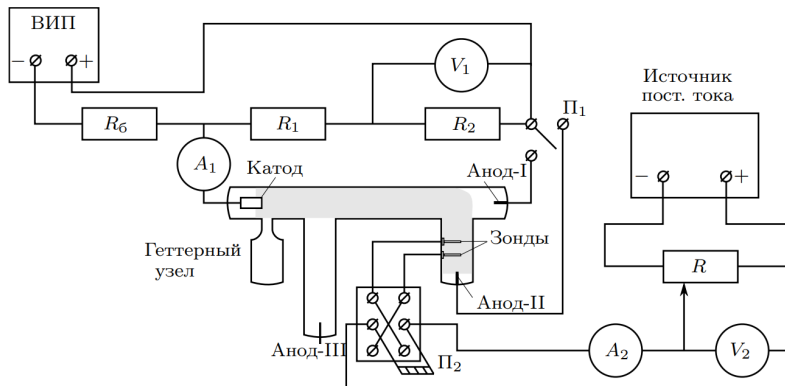 ВИП
− +
V₁
Источник
пост. тока
− +
П₁
R_б
R₁
R₂
A₁
Катод
Анод-I
Геттерный
узел
Зонды
R
Анод-II
Анод-III
П₂
A₂
V₂